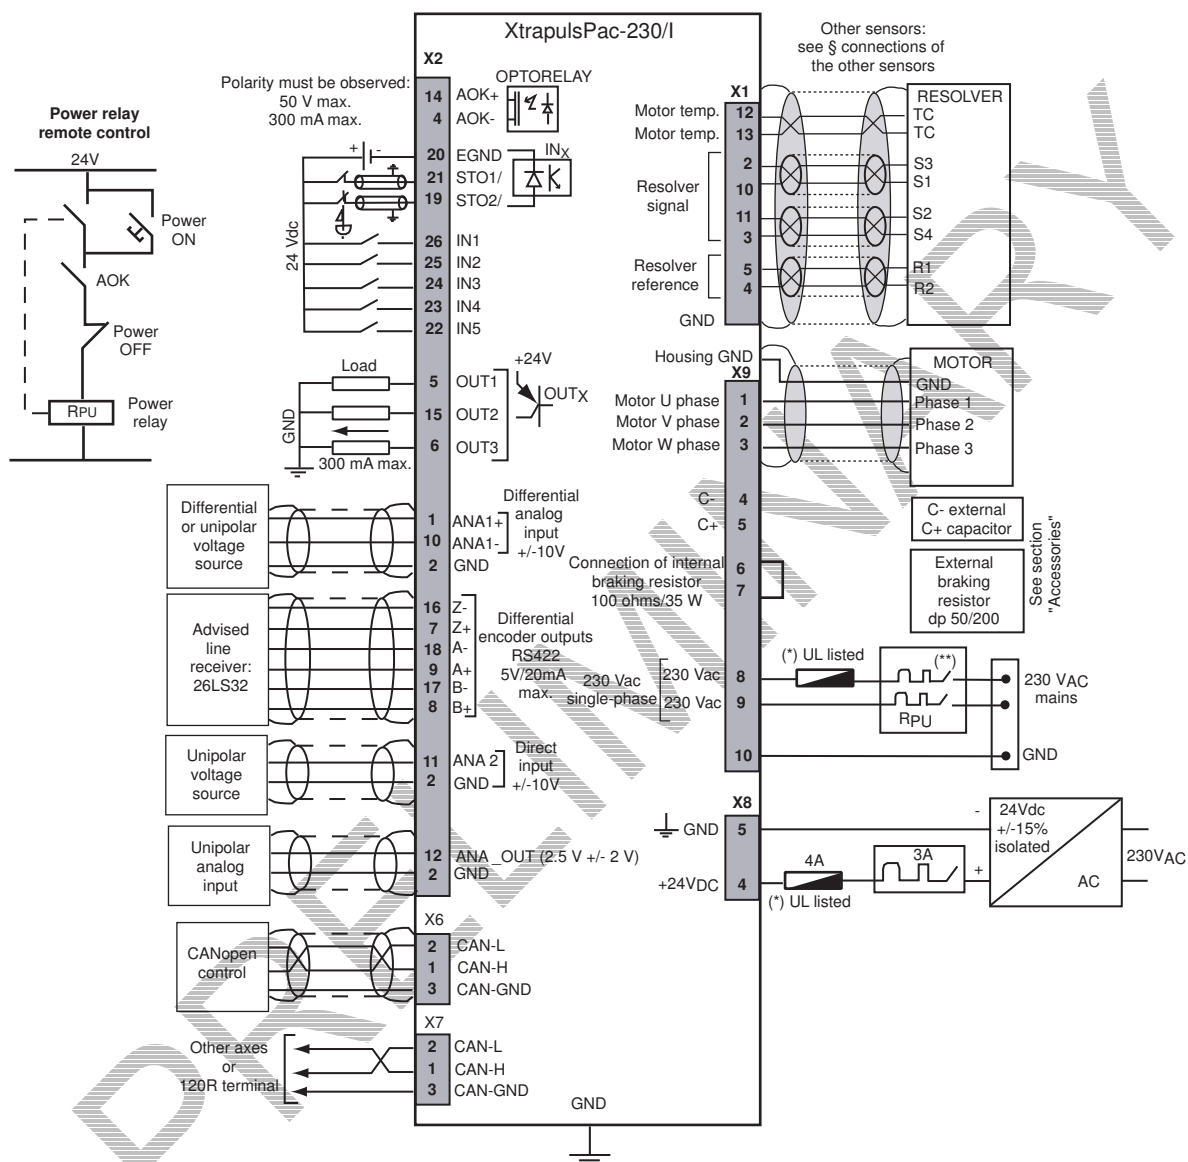 XtrapulsPac-230/I
Power relay
remote control
24V
Power
ON
AOK
Power
OFF
RPU
Power
relay
X2
Polarity must be observed:
50 V max.
300 mA max.
14 AOK+
4 AOK-
OPTORELAY
+ -
20 EGND
21 STO1/
19 STO2/
INX
24 Vdc
26 IN1
25 IN2
24 IN3
23 IN4
22 IN5
Load
GND
300 mA max.
5 OUT1
15 OUT2
6 OUT3
+24V
OUTX
Differential
or unipolar
voltage
source
1 ANA1+
10 ANA1-
2 GND
Differential
analog
input
+/-10V
Advised
line
receiver:
26LS32
16 Z-
7 Z+
18 A-
9 A+
17 B-
8 B+
Differential
encoder outputs
RS422
5V/20mA
max.
Unipolar
voltage
source
11 ANA 2
2 GND
Direct
input
+/-10V
Unipolar
analog
input
12 ANA_OUT (2.5 V +/- 2 V)
2 GND
X6
CANopen
control
2 CAN-L
1 CAN-H
3 CAN-GND
X7
Other axes
or
120R terminal
2 CAN-L
1 CAN-H
3 CAN-GND
GND
Other sensors:
see § connections of
the other sensors
X1
RESOLVER
Motor temp. 12 TC
Motor temp. 13 TC
Resolver
signal
2 S3
10 S1
11 S2
3 S4
Resolver
reference
5 R1
4 R2
GND
Housing GND
X9
MOTOR
GND
Motor U phase 1 Phase 1
Motor V phase 2 Phase 2
Motor W phase 3 Phase 3
C- 4
C+ 5
C- external
C+ capacitor
Connection of internal
braking resistor
100 ohms/35 W
6
7
External
braking
resistor
dp 50/200
See section
"Accessories"
230 Vac
single-phase
230 Vac 8
230 Vac 9
10
(*) UL listed
(**)
RPU
230 VAC
mains
GND
X8
GND 5
+24VDC 4
4A
(*) UL listed
3A
-
+
24Vdc
+/-15%
isolated
AC
230VAC
PRELIMINARY